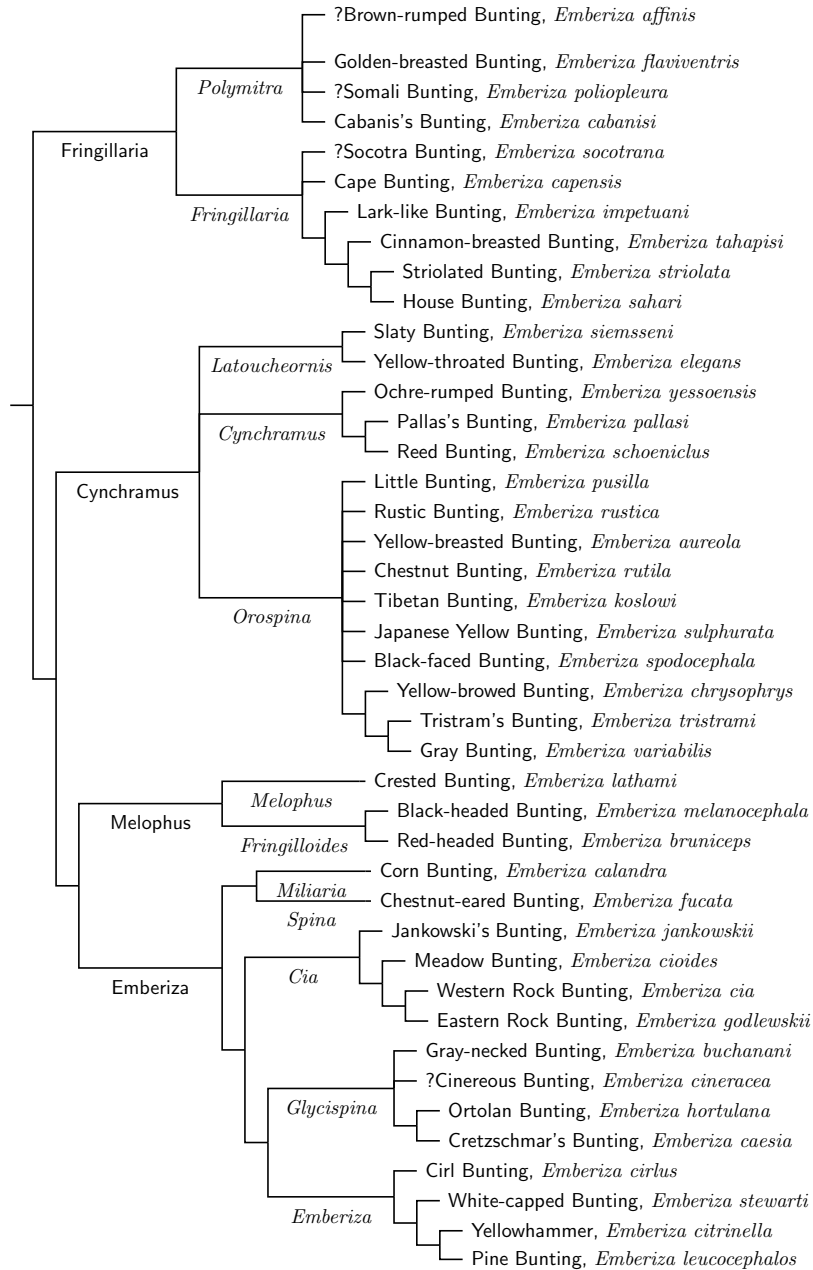 ?Brown-rumped Bunting, Emberiza affinis
Golden-breasted Bunting, Emberiza flaviventris
Polymitra
?Somali Bunting, Emberiza poliopleura
Cabanis's Bunting, Emberiza cabanisi
Fringillaria
?Socotra Bunting, Emberiza socotrana
Cape Bunting, Emberiza capensis
Fringillaria
Lark-like Bunting, Emberiza impetuani
Cinnamon-breasted Bunting, Emberiza tahapisi
Striolated Bunting, Emberiza striolata
House Bunting, Emberiza sahari
Slaty Bunting, Emberiza siemsseni
Latoucheornis
Yellow-throated Bunting, Emberiza elegans
Ochre-rumped Bunting, Emberiza yessoensis
Pallas's Bunting, Emberiza pallasi
Cynchramus
Reed Bunting, Emberiza schoeniclus
Little Bunting, Emberiza pusilla
Cynchramus
Rustic Bunting, Emberiza rustica
Yellow-breasted Bunting, Emberiza aureola
Chestnut Bunting, Emberiza rutila
Tibetan Bunting, Emberiza koslowi
Orospina
Japanese Yellow Bunting, Emberiza sulphurata
Black-faced Bunting, Emberiza spodocephala
Yellow-browed Bunting, Emberiza chrysophrys
Tristram's Bunting, Emberiza tristrami
Gray Bunting, Emberiza variabilis
Crested Bunting, Emberiza lathami
Melophus
Black-headed Bunting, Emberiza melanocephala
Melophus
Red-headed Bunting, Emberiza bruniceps
Fringilloides
Corn Bunting, Emberiza calandra
Miliaria
Chestnut-eared Bunting, Emberiza fucata
Spina
Jankowski's Bunting, Emberiza jankowskii
Meadow Bunting, Emberiza cioides
Cia
Emberiza
Western Rock Bunting, Emberiza cia
Eastern Rock Bunting, Emberiza godlewskii
Gray-necked Bunting, Emberiza buchanani
?Cinereous Bunting, Emberiza cineracea
Glycispina
Ortolan Bunting, Emberiza hortulana
Cretzschmar's Bunting, Emberiza caesia
Cirl Bunting, Emberiza cirlus
White-capped Bunting, Emberiza stewarti
Emberiza
Yellowhammer, Emberiza citrinella
Pine Bunting, Emberiza leucocephalos